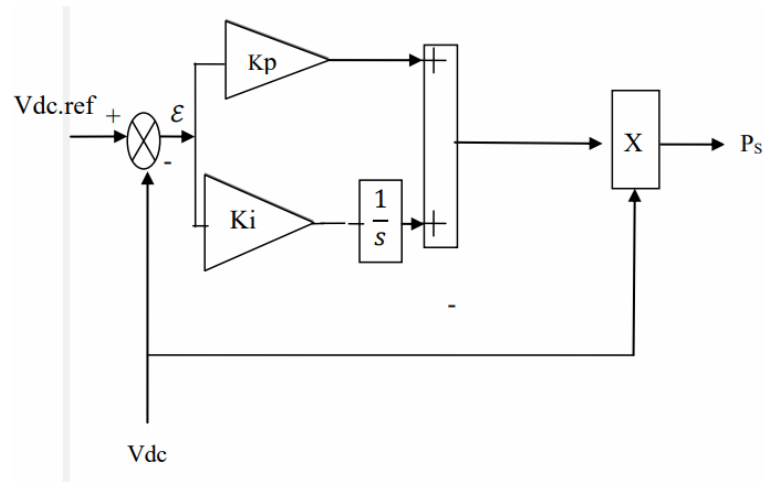 Kp
Vdc.ref + ε
-
X Ps
Ki 1/s
+
+
-
Vdc